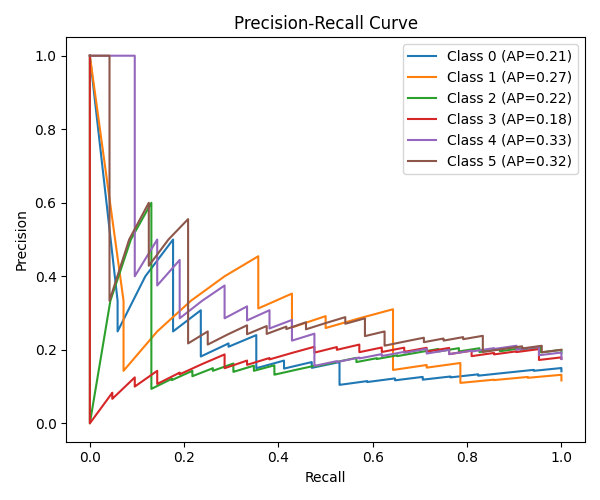 Precision-Recall Curve
Class 0 (AP=0.21)
Class 1 (AP=0.27)
Class 2 (AP=0.22)
Class 3 (AP=0.18)
Class 4 (AP=0.33)
Class 5 (AP=0.32)
Precision
1.0
0.8
0.6
0.4
0.2
0.0
0.0 0.2 0.4 0.6 0.8 1.0
Recall